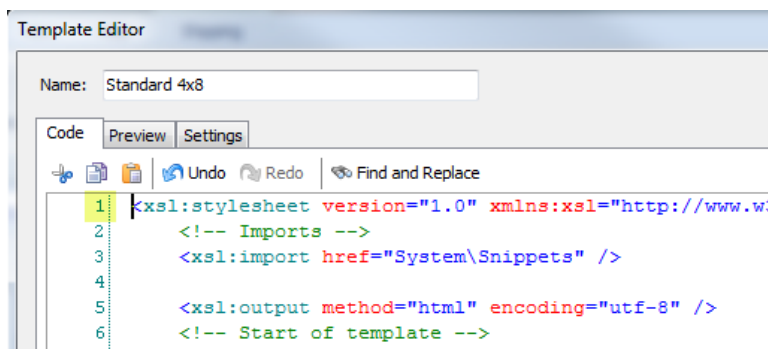 Template Editor
Name: Standard 4x8
Code Preview Settings
Undo Redo Find and Replace
1 <xsl:stylesheet version="1.0" xmlns:xsl="http://www.w3
2 <!-- Imports -->
3 <xsl:import href="System\Snippets" />
4
5 <xsl:output method="html" encoding="utf-8" />
6 <!-- Start of template -->